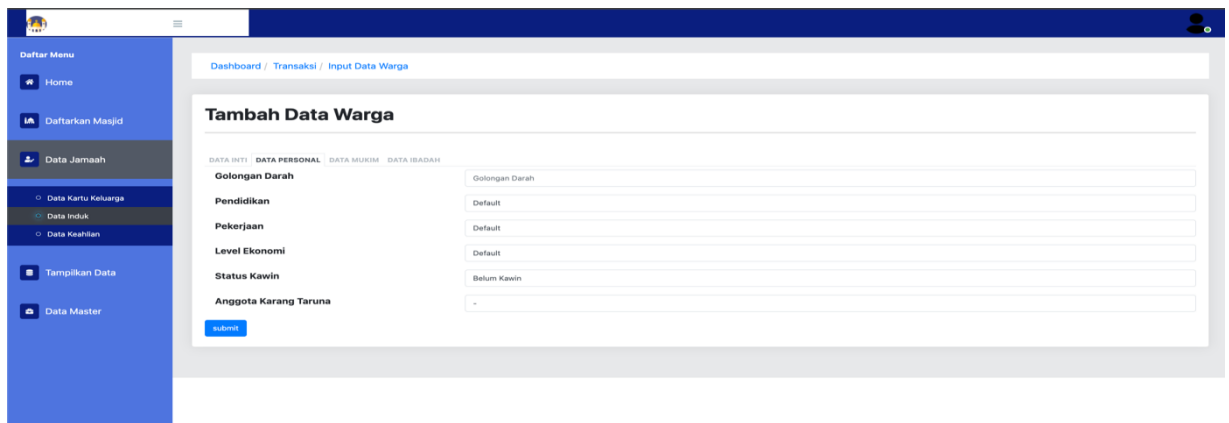 Daftar Menu
Home
Daftarkan Masjid
Data Jamaah
Data Kartu Keluarga
Data Induk
Data Keahlian
Tampilkan Data
Data Master
Dashboard / Transaksi / Input Data Warga
Tambah Data Warga
DATA INTI DATA PERSONAL DATA MUKIM DATA IBADAH
Golongan Darah Golongan Darah
Pendidikan Default
Pekerjaan Default
Level Ekonomi Default
Status Kawin Belum Kawin
Anggota Karang Taruna -
submit